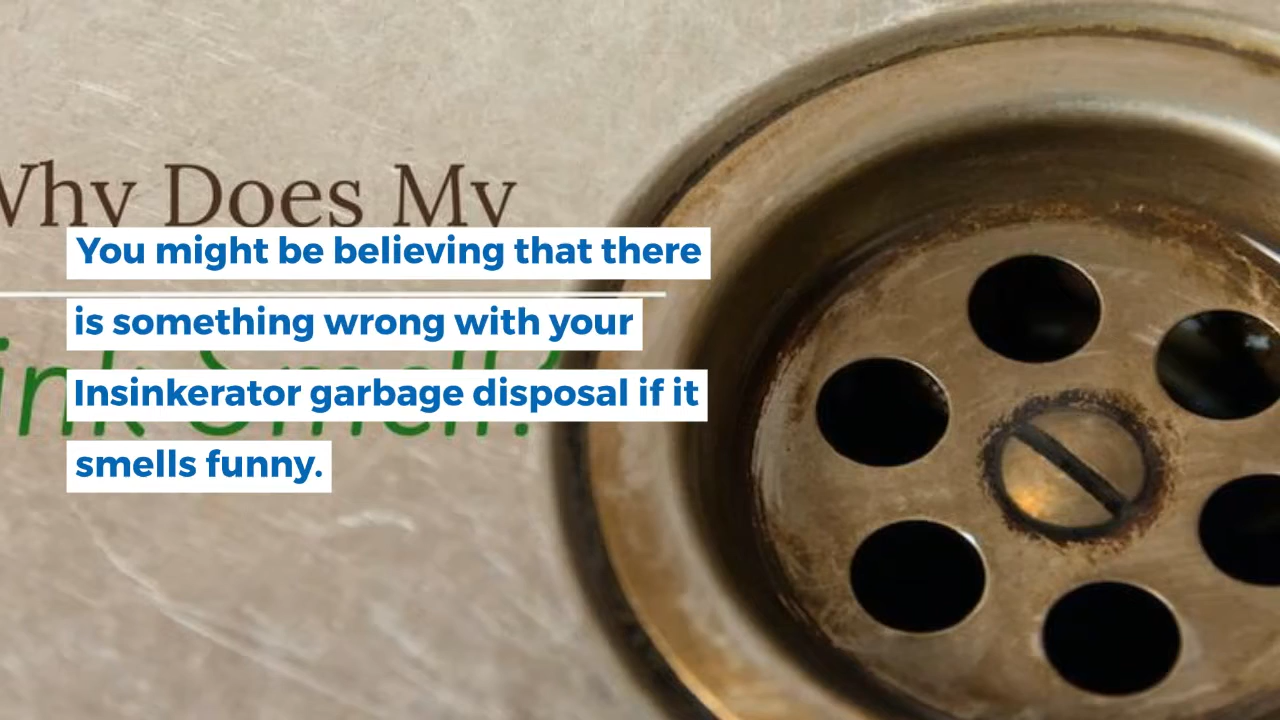 Why Does My
You might be believing that there
is something wrong with your
Insinkerator garbage disposal if it
smells funny.